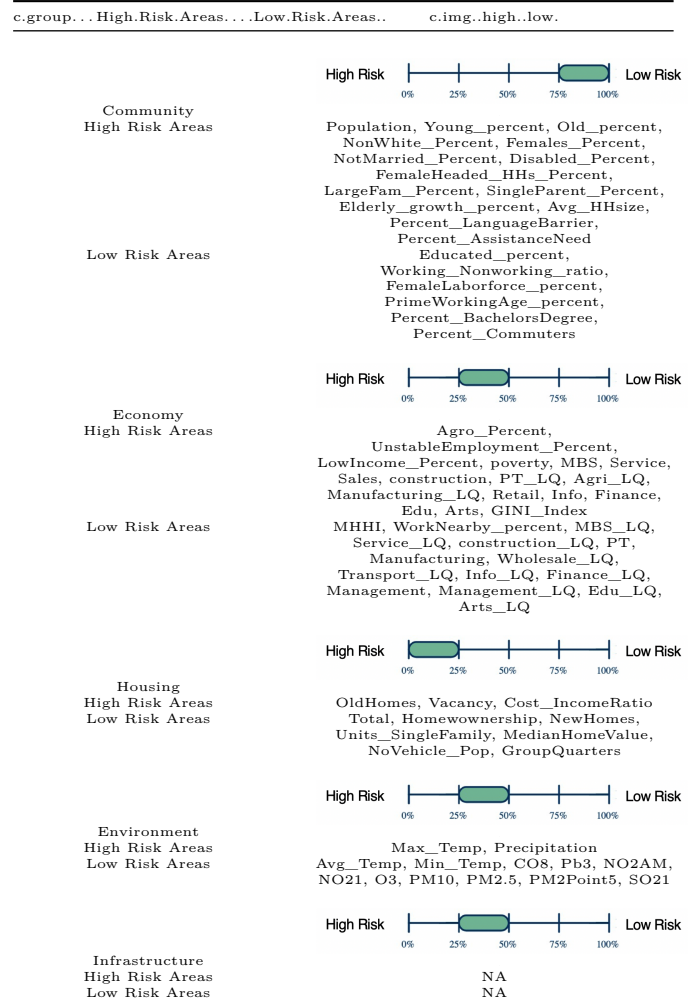 c.group...High.Risk.Areas....Low.Risk.Areas.. c.img..high..low.
High Risk Low Risk
0% 25% 50% 75% 100%
Community
High Risk Areas Population, Young_percent, Old_percent,
NonWhite_Percent, Females_Percent,
NotMarried_Percent, Disabled_Percent,
FemaleHeaded_HHs_Percent,
LargeFam_Percent, SingleParent_Percent,
Elderly_growth_percent, Avg_HHsize,
Percent_LanguageBarrier,
Percent_AssistanceNeed
Low Risk Areas Educated_percent,
Working_Nonworking_ratio,
FemaleLaborforce_percent,
PrimeWorkingAge_percent,
Percent_BachelorsDegree,
Percent_Commuters
High Risk Low Risk
0% 25% 50% 75% 100%
Economy
High Risk Areas Agro_Percent,
UnstableEmployment_Percent,
LowIncome_Percent, poverty, MBS, Service,
Sales, construction, PT_LQ, Agri_LQ,
Manufacturing_LQ, Retail, Info, Finance,
Edu, Arts, GINI_Index
Low Risk Areas MHHI, WorkNearby_percent, MBS_LQ,
Service_LQ, construction_LQ, PT,
Manufacturing, Wholesale_LQ,
Transport_LQ, Info_LQ, Finance_LQ,
Management, Management_LQ, Edu_LQ,
Arts_LQ
High Risk Low Risk
0% 25% 50% 75% 100%
Housing
High Risk Areas OldHomes, Vacancy, Cost_IncomeRatio
Low Risk Areas Total, Homewownership, NewHomes,
Units_SingleFamily, MedianHomeValue,
NoVehicle_Pop, GroupQuarters
High Risk Low Risk
0% 25% 50% 75% 100%
Environment
High Risk Areas Max_Temp, Precipitation
Low Risk Areas Avg_Temp, Min_Temp, CO8, Pb3, NO2AM,
NO21, O3, PM10, PM2.5, PM2Point5, SO21
High Risk Low Risk
0% 25% 50% 75% 100%
Infrastructure
High Risk Areas NA
Low Risk Areas NA